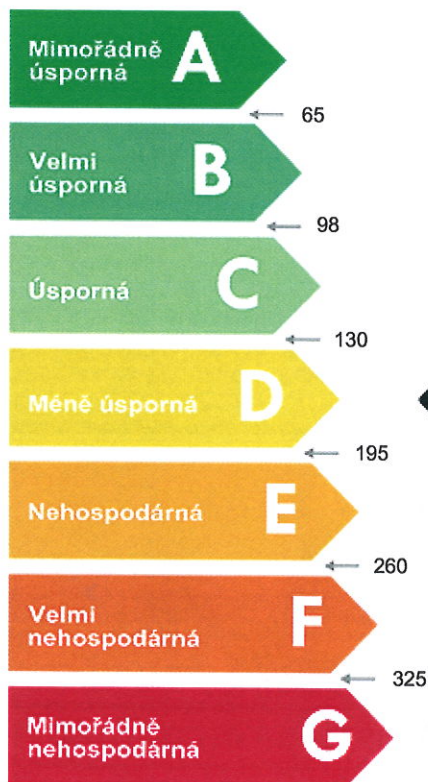 Mimořádně
úsporná
A
65
Velmi
úsporná
B
98
Úsporná
C
130
Méně úsporná
D
195
Nehospodárná
E
260
Velmi
nehospodárná
F
325
Mimořádně
nehospodárná
G